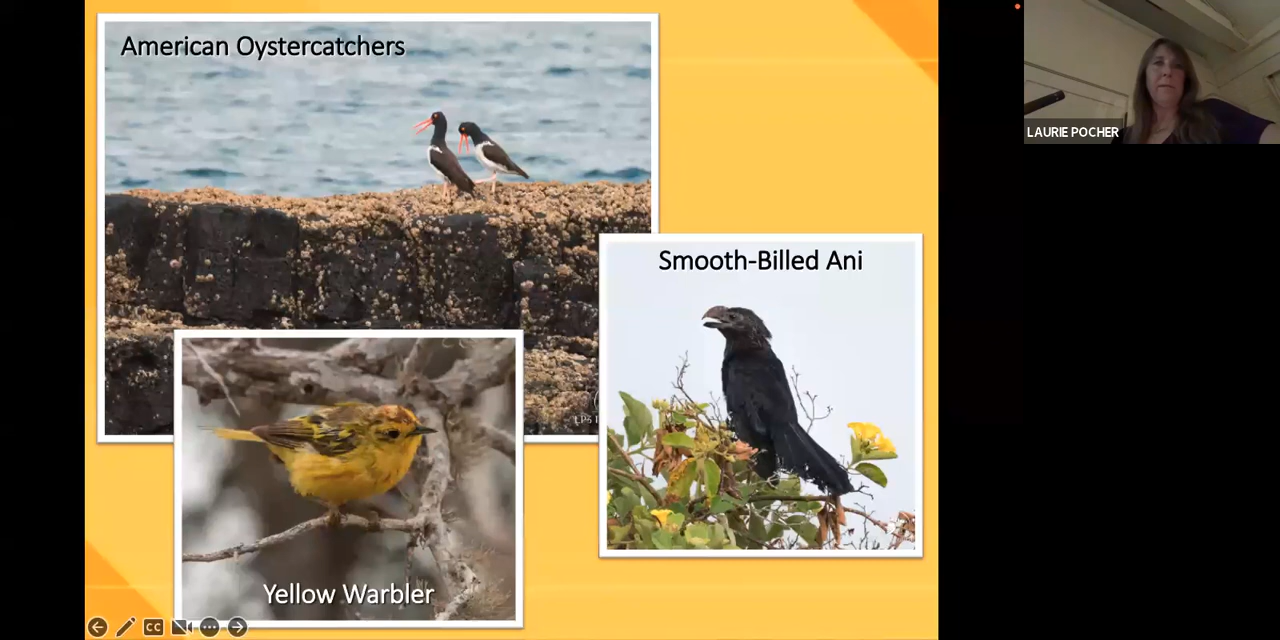 American Oystercatchers
LAURIE POCHER
Smooth-Billed Ani
Yellow Warbler
CC